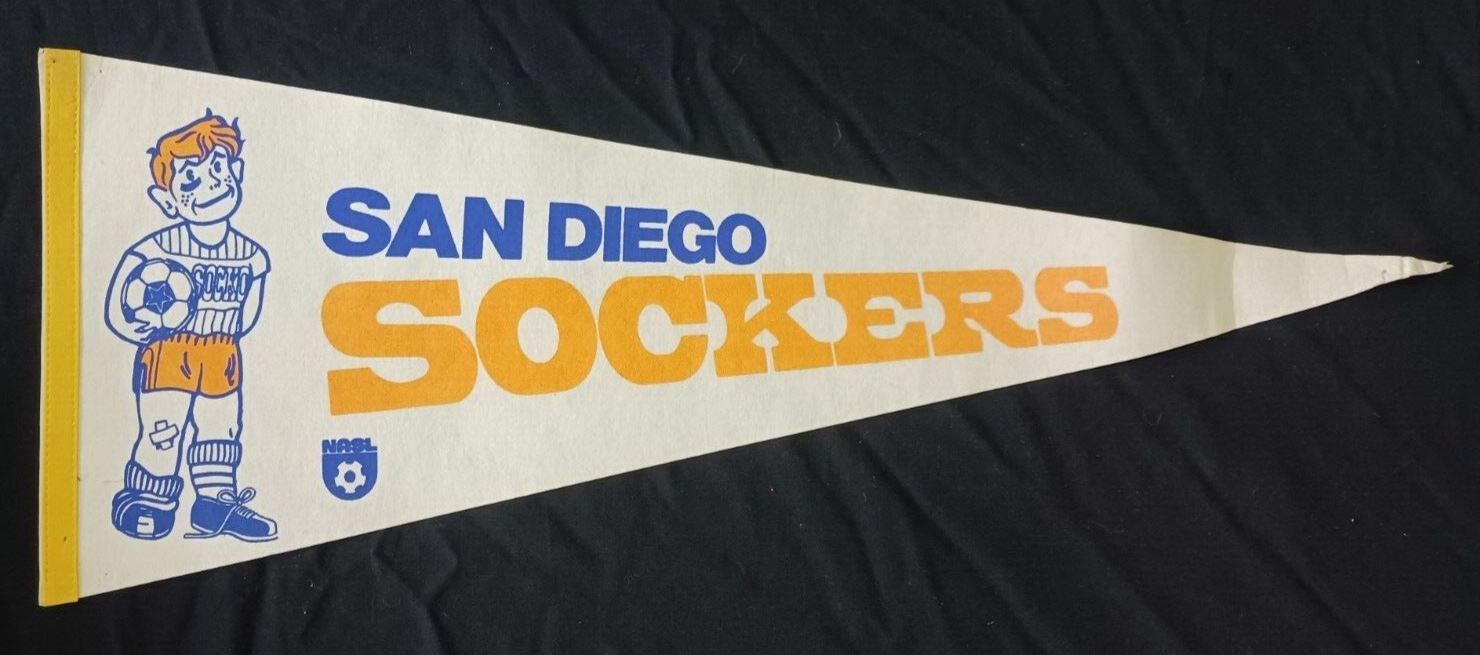 SOCKO
SAN DIEGO
SOCKERS
NASL